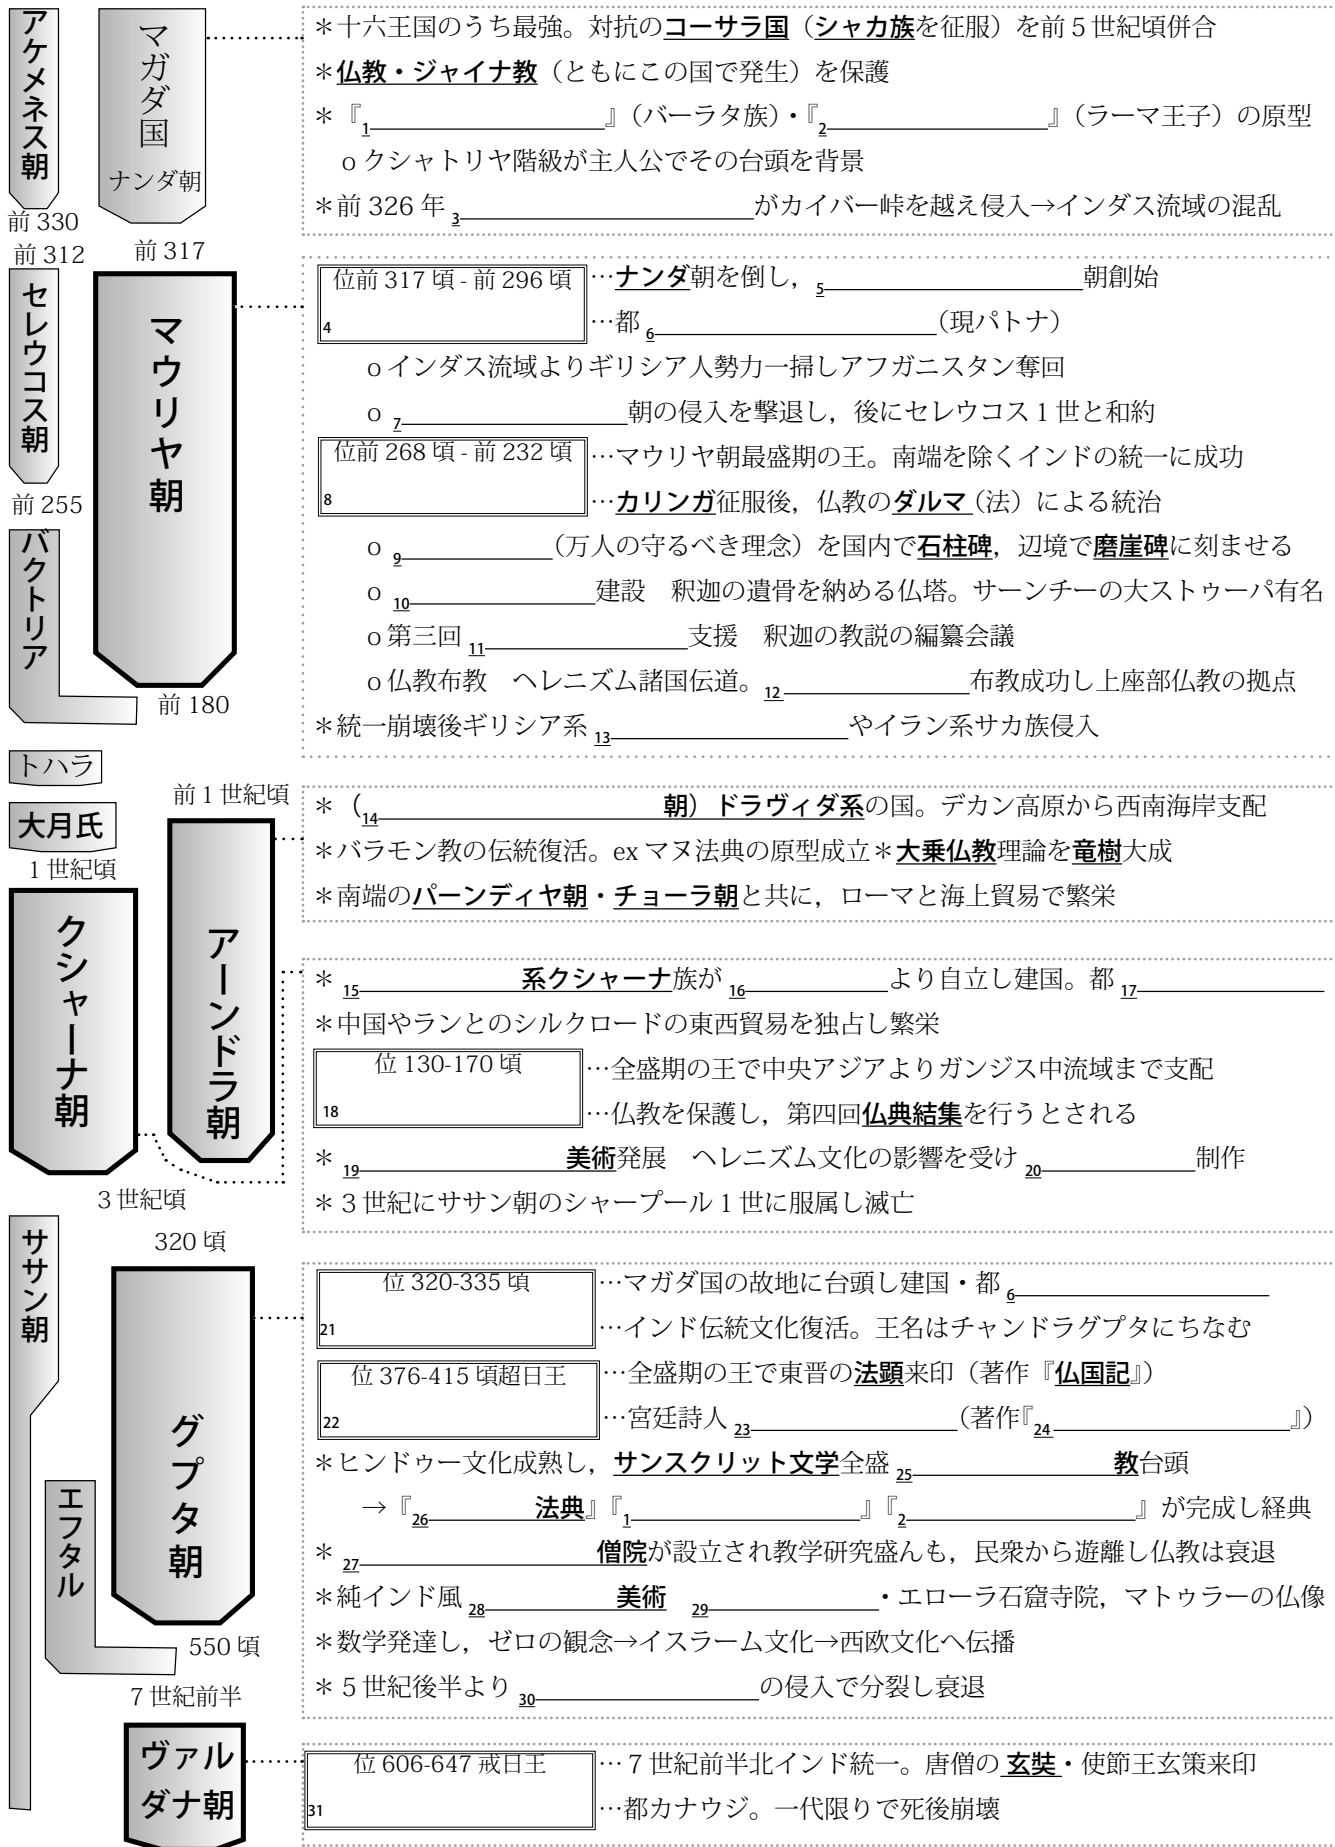 アケメネス朝
前 330
マガダ国
ナンダ朝
前 317
＊十六王国のうち最強。対抗のコーサラ国（シャカ族を征服）を前５世紀頃併合
＊仏教・ジャイナ教（ともにこの国で発生）を保護
＊『1』（バーラタ族）・『2』（ラーマ王子）の原型
o クシャトリヤ階級が主人公でその台頭を背景
＊前 326 年 3がカイバー峠を越え侵入→インダス流域の混乱
前 312
セレウコス朝
前 255
マウリヤ朝
前 180
バクトリア
位前 317 頃 - 前 296 頃
4
…ナンダ朝を倒し，5朝創始
…都 6（現パトナ）
o インダス流域よりギリシア人勢力一掃しアフガニスタン奪回
o 7朝の侵入を撃退し，後にセレウコス 1 世と和約
位前 268 頃 - 前 232 頃
8
…マウリヤ朝最盛期の王。南端を除くインドの統一に成功
…カリンガ征服後，仏教のダルマ（法）による統治
o 9（万人の守るべき理念）を国内で石柱碑，辺境で磨崖碑に刻ませる
o 10建設　釈迦の遺骨を納める仏塔。サーンチーの大ストゥーパ有名
o 第三回 11支援　釈迦の教説の編纂会議
o 仏教布教　ヘレニズム諸国伝道。12布教成功し上座部仏教の拠点
＊統一崩壊後ギリシア系 13やイラン系サカ族侵入
トハラ
大月氏
1 世紀頃
クシャーナ朝
3 世紀頃
前 1 世紀頃
アーンドラ朝
＊（14朝）ドラヴィダ系の国。デカン高原から西南海岸支配
＊バラモン教の伝統復活。ex マヌ法典の原型成立＊大乗仏教理論を竜樹大成
＊南端のパーンディヤ朝・チョーラ朝と共に，ローマと海上貿易で繁栄
＊ 15系クシャーナ族が 16より自立し建国。都 17
＊中国やランとのシルクロードの東西貿易を独占し繁栄
位 130-170 頃
18
…全盛期の王で中央アジアよりガンジス中流域まで支配
…仏教を保護し，第四回仏典結集を行うとされる
＊ 19美術発展　ヘレニズム文化の影響を受け 20制作
＊ 3 世紀にササン朝のシャープール 1 世に服属し滅亡
ササン朝
320 頃
グプタ朝
エフタル
550 頃
位 320-335 頃
21
…マガダ国の故地に台頭し建国・都 6
…インド伝統文化復活。王名はチャンドラグプタにちなむ
位 376-415 頃超日王
22
…全盛期の王で東晋の法顕来印（著作『仏国記』）
…宮廷詩人 23（著作『24』）
＊ヒンドゥー文化成熟し，サンスクリット文学全盛 25教台頭
→『26法典』『1』『2』が完成し経典
＊ 27僧院が設立され教学研究盛んも，民衆から遊離し仏教は衰退
＊純インド風 28美術　29・エローラ石窟寺院，マトゥラーの仏像
＊数学発達し，ゼロの観念→イスラーム文化→西欧文化へ伝播
＊ 5 世紀後半より 30の侵入で分裂し衰退
7 世紀前半
ヴァル
ダナ朝
位 606-647 戒日王
31
…７世紀前半北インド統一。唐僧の 玄奘・使節王玄策来印
…都カナウジ。一代限りで死後崩壊